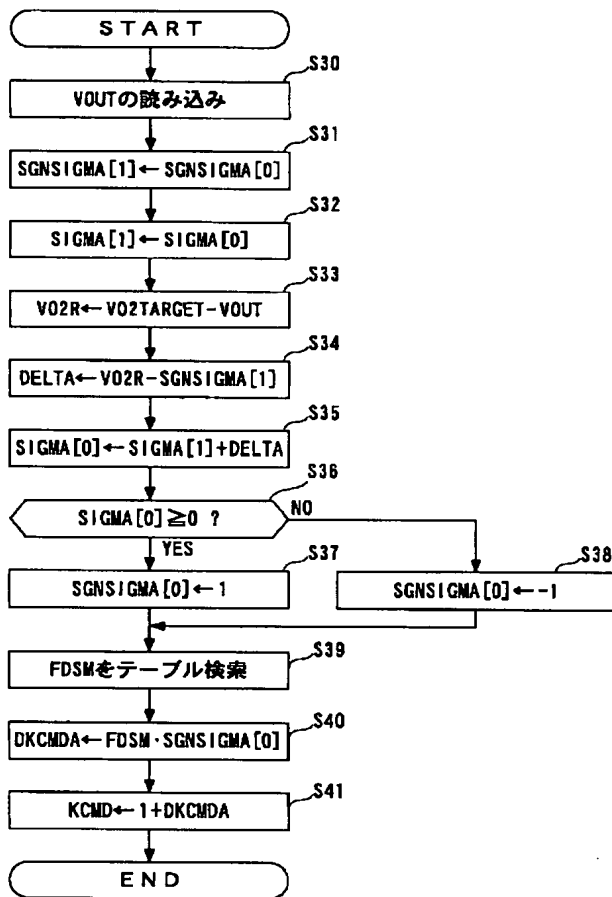 START
S30
VOUTの読み込み
S31
SGNSIGMA[1]←SGNSIGMA[0]
S32
SIGMA[1]←SIGMA[0]
S33
VO2R←VO2TARGET-VOUT
S34
DELTA←VO2R-SGNSIGMA[1]
S35
SIGMA[0]←SIGMA[1]+DELTA
S36
SIGMA[0]≧0 ?
NO
YES
S37
SGNSIGMA[0]←1
S38
SGNSIGMA[0]←-1
S39
FDSMをテーブル検索
S40
DKCMDA←FDSM·SGNSIGMA[0]
S41
KCMD←1+DKCMDA
END